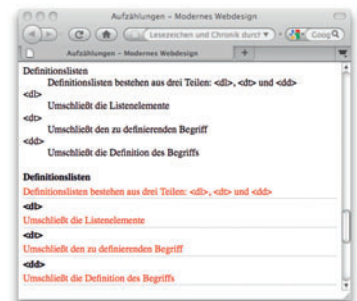 Aufzählungen – Modernes Webdesign
Lesezeichen und Chronik durch
Goog
Aufzählungen – Modernes Webdesign
Definitionslisten
Definitionslisten bestehen aus drei Teilen: <dl>, <dt> und <dd>
<dl>
Umschließt die Listenelemente
<dt>
Umschließt den zu definierenden Begriff
<dd>
Umschließt die Definition des Begriffs
Definitionslisten
Definitionslisten bestehen aus drei Teilen: <dl>, <dt> und <dd>
<dl>
Umschließt die Listenelemente
<dt>
Umschließt den zu definierenden Begriff
<dd>
Umschließt die Definition des Begriffs